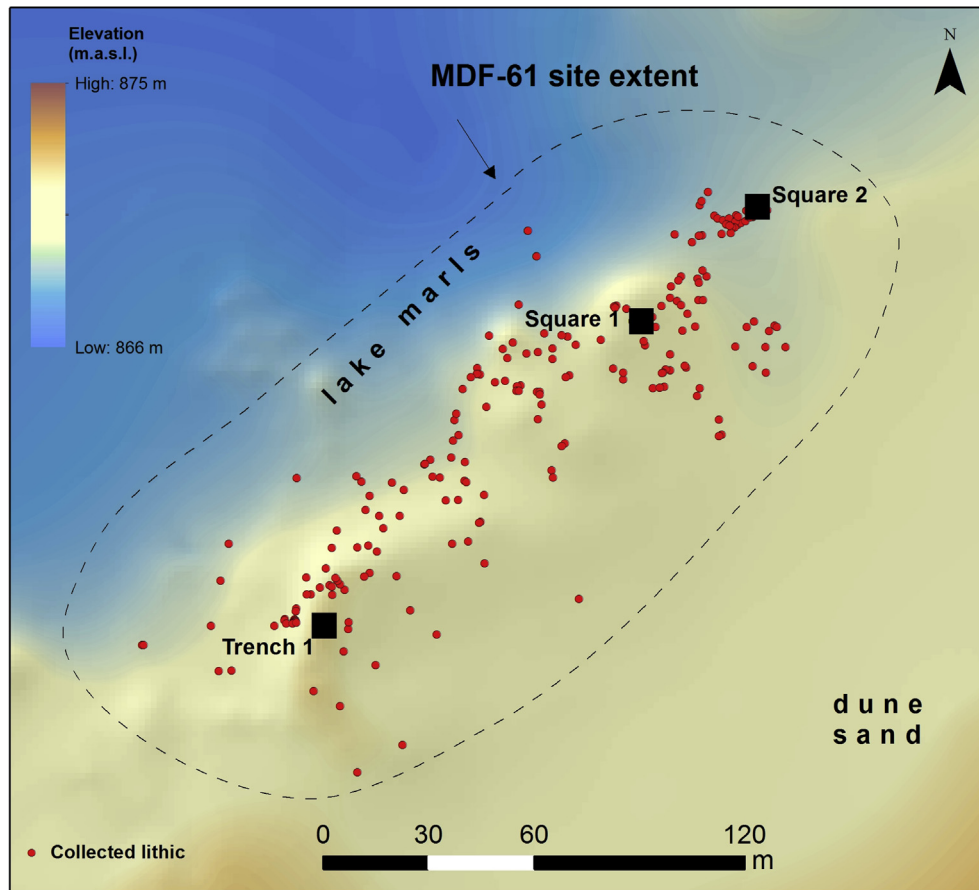 Elevation
(m.a.s.l.)
High: 875 m
Low: 866 m
N
MDF-61 site extent
lake marls
Square 2
Square 1
Trench 1
dune
sand
Collected lithic
0 30 60 120
m